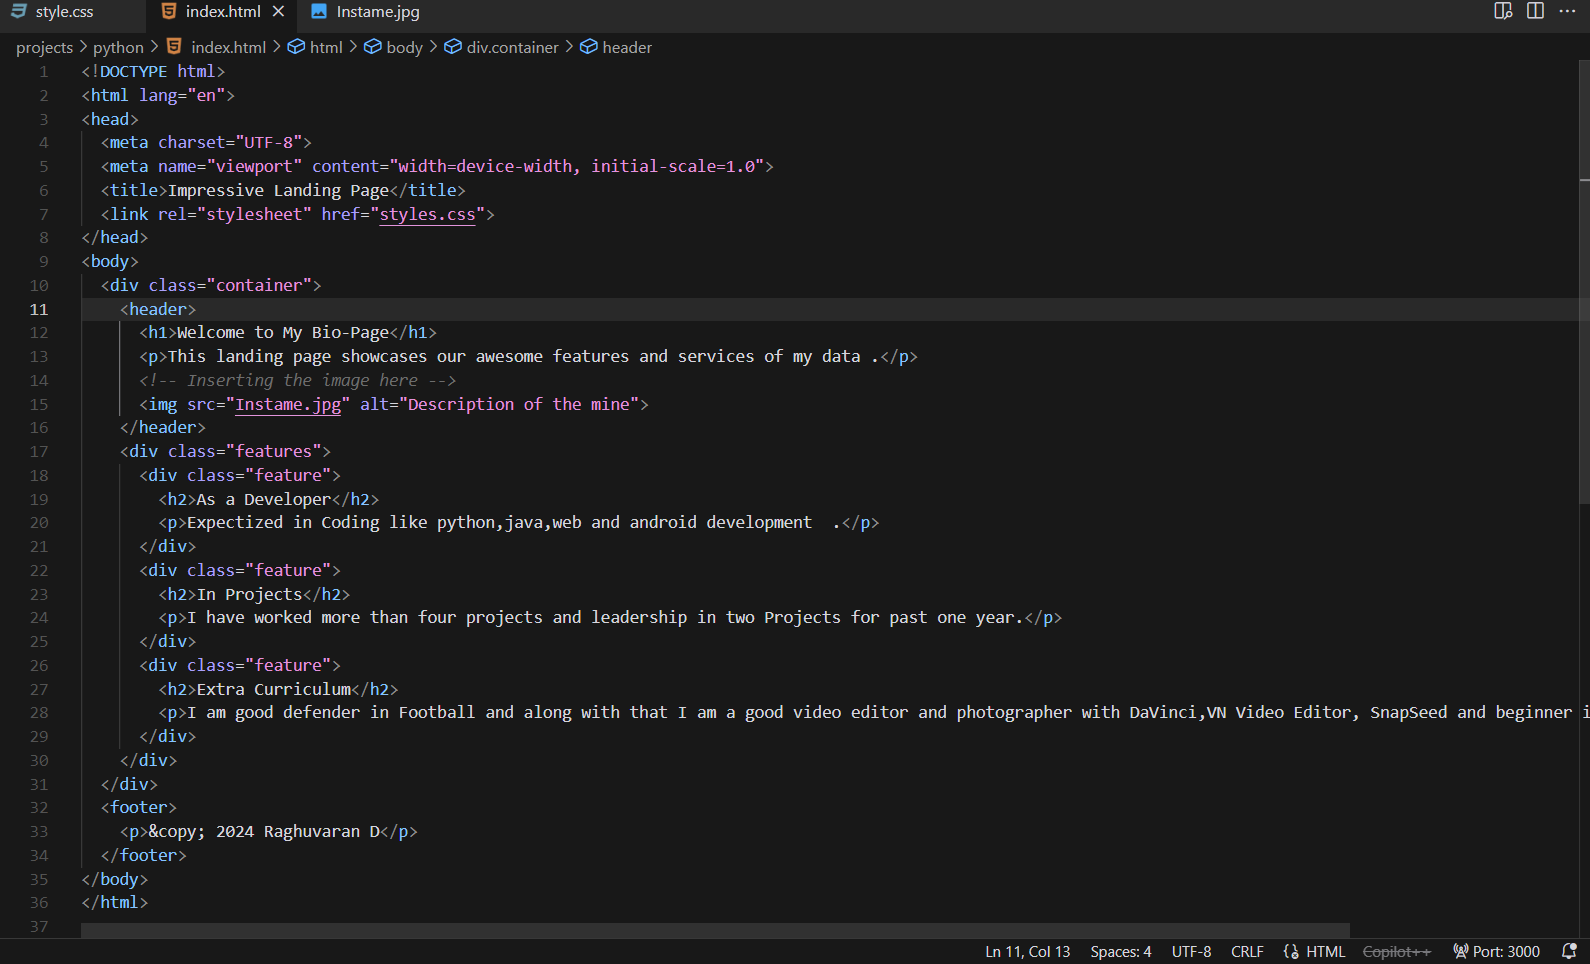 style.css index.html Instame.jpg
projects > python > index.html > html > body > div.container > header
1 <!DOCTYPE html>
2 <html lang="en">
3 <head>
4 <meta charset="UTF-8">
5 <meta name="viewport" content="width=device-width, initial-scale=1.0">
6 <title>Impressive Landing Page</title>
7 <link rel="stylesheet" href="styles.css">
8 </head>
9 <body>
10 <div class="container">
11 <header>
12 <h1>Welcome to My Bio-Page</h1>
13 <p>This landing page showcases our awesome features and services of my data .</p>
14 <!-- Inserting the image here -->
15 <img src="Instame.jpg" alt="Description of the mine">
16 </header>
17 <div class="features">
18 <div class="feature">
19 <h2>As a Developer</h2>
20 <p>Expectized in Coding like python,java,web and android development  .</p>
21 </div>
22 <div class="feature">
23 <h2>In Projects</h2>
24 <p>I have worked more than four projects and leadership in two Projects for past one year.</p>
25 </div>
26 <div class="feature">
27 <h2>Extra Curriculum</h2>
28 <p>I am good defender in Football and along with that I am a good video editor and photographer with DaVinci,VN Video Editor, SnapSeed and beginner i
29 </div>
30 </div>
31 </div>
32 <footer>
33 <p>&copy; 2024 Raghuvaran D</p>
34 </footer>
35 </body>
36 </html>
37
Ln 11, Col 13 Spaces: 4 UTF-8 CRLF HTML Copilot++ Port: 3000